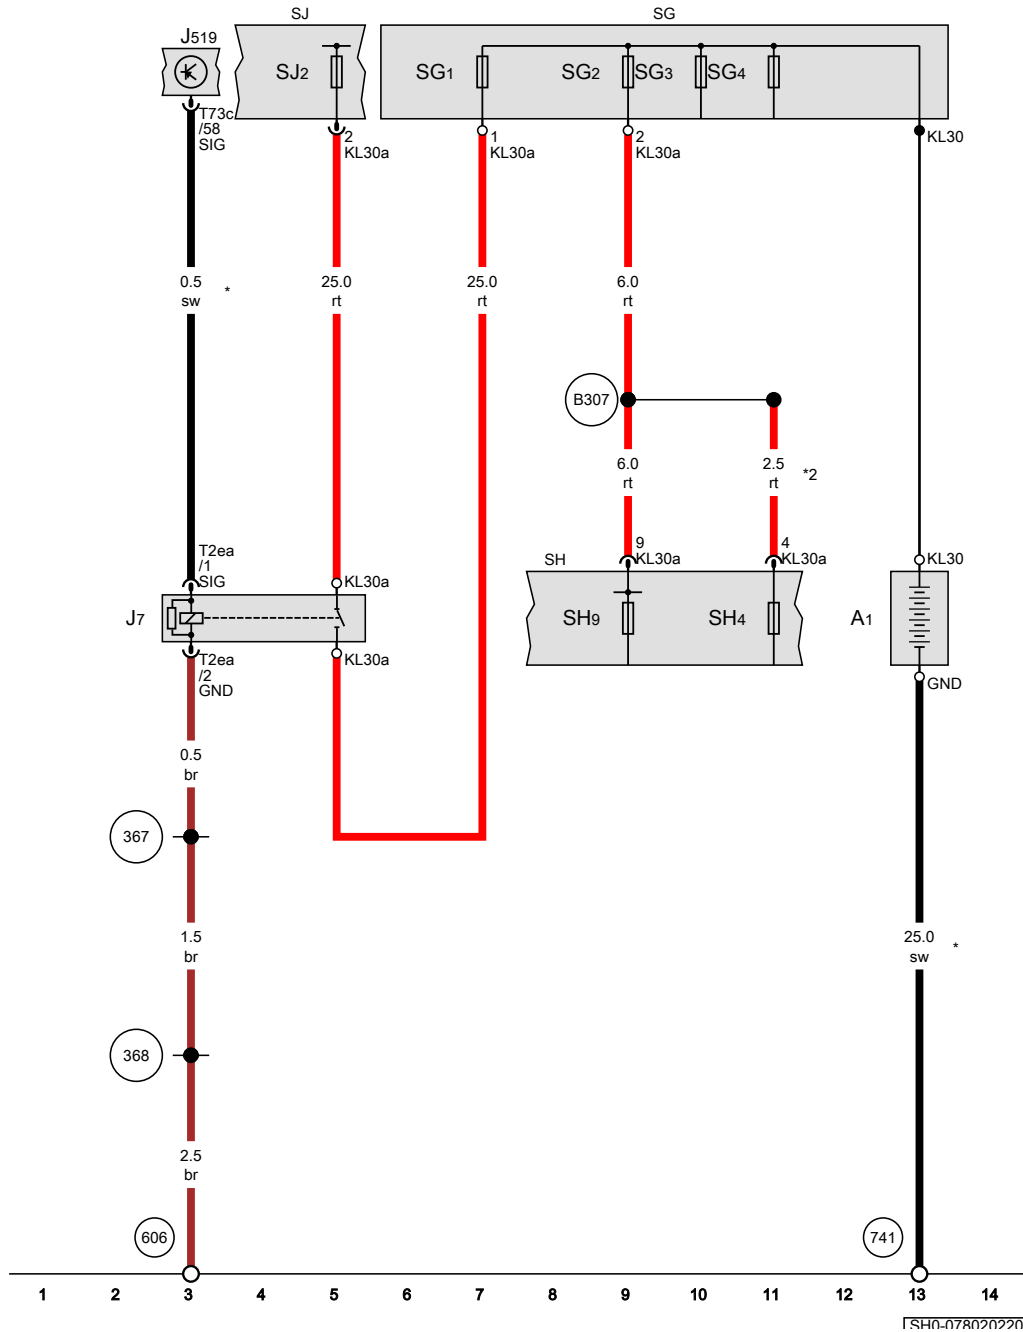 SJ
SG
J519
SJ2
SG1
SG2
SG3
SG4
T73c
/58
SIG
2
KL30a
1
KL30a
2
KL30a
KL30
0.5
sw
*
25.0
rt
25.0
rt
6.0
rt
B307
6.0
rt
2.5
rt
*2
T2ea
/1
SIG
KL30a
SH
9
KL30a
4
KL30a
KL30
J7
SH9
SH4
A1
T2ea
/2
GND
KL30a
GND
0.5
br
367
1.5
br
25.0
sw
*
368
2.5
br
606
741
1 2 3 4 5 6 7 8 9 10 11 12 13 14
SH0-078020220